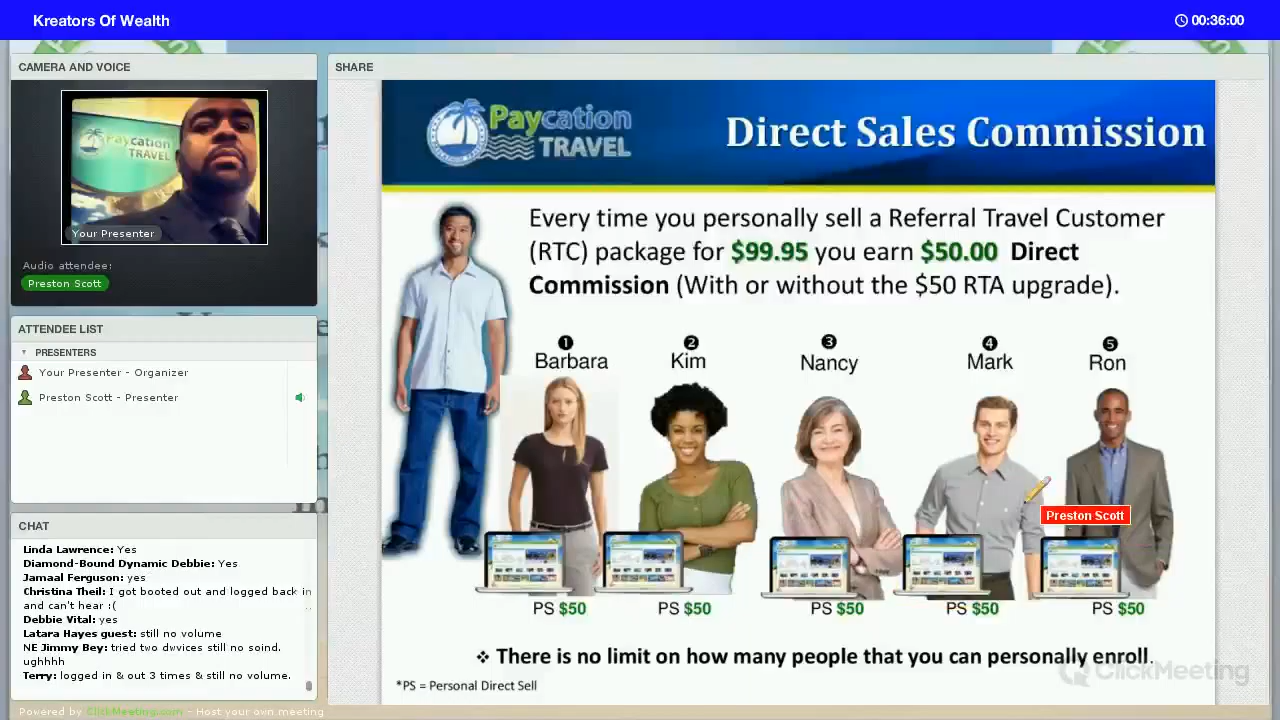 Kreators Of Wealth
00:36:00
CAMERA AND VOICE
Paycation
TRAVEL
Your Presenter
Audio attendee:
Preston Scott
ATTENDEE LIST
PRESENTERS
Your Presenter - Organizer
Preston Scott - Presenter
CHAT
Linda Lawrence: Yes
Diamond-Bound Dynamic Debbie: Yes
Jamaal Ferguson: yes
Christina Theil: I got booted out and logged back in
and can't hear :(
Debbie Vital: yes
Latara Hayes guest: still no volume
NE Jimmy Bey: tried two dwvices still no soind.
ughhhh
Terry: logged in & out 3 times & still no volume.
Powered by ClickMeeting.com - Host your own meeting
SHARE
Paycation
TRAVEL
Direct Sales Commission
Every time you personally sell a Referral Travel Customer
(RTC) package for $99.95 you earn $50.00 Direct
Commission (With or without the $50 RTA upgrade).
❶ ❷ ❸ ❹ ❺
Barbara Kim Nancy Mark Ron
Preston Scott
PS $50 PS $50 PS $50 PS $50 PS $50
❖ There is no limit on how many people that you can personally enroll.
ClickMeeting
*PS = Personal Direct Sell